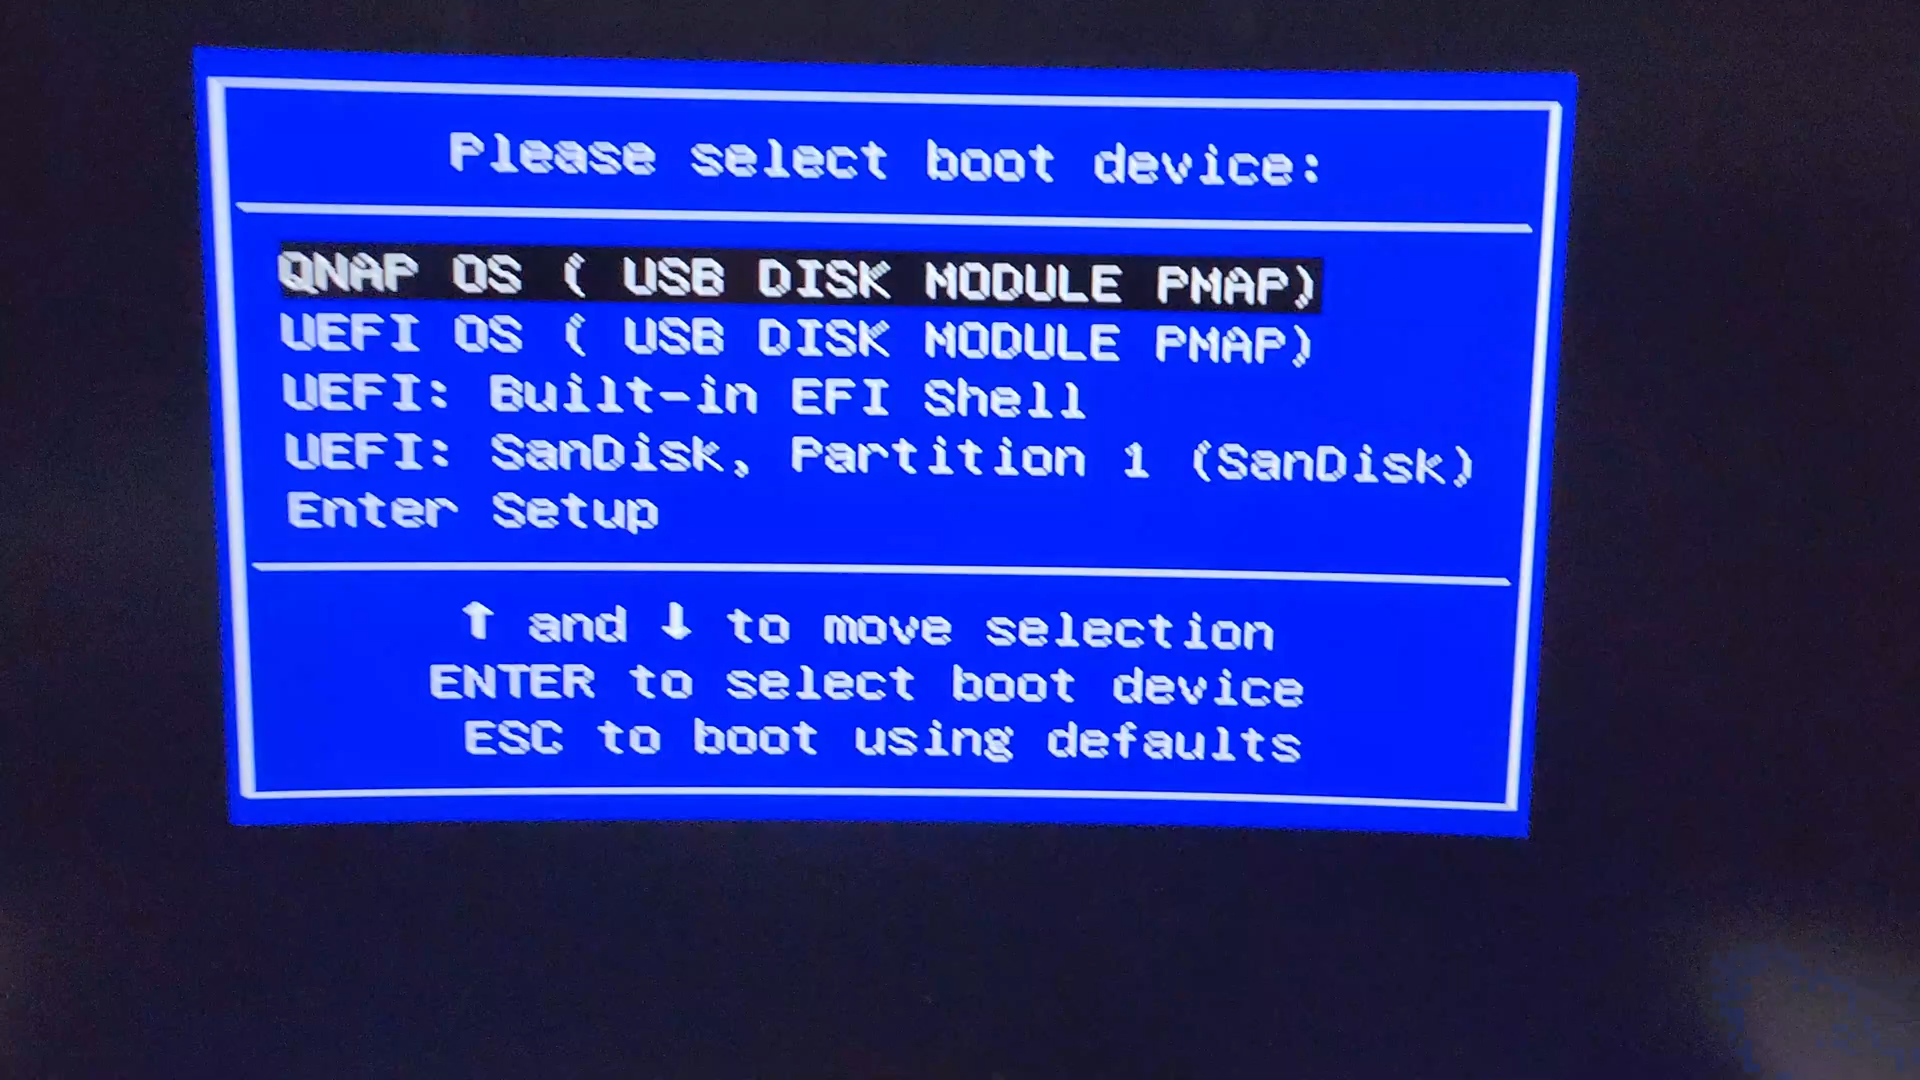 Please select boot device:
QNAP OS ( USB DISK MODULE PMAP)
UEFI OS ( USB DISK MODULE PMAP)
UEFI: Built-in EFI Shell
UEFI: SanDisk, Partition 1 (SanDisk)
Enter Setup
↑ and ↓ to move selection
ENTER to select boot device
ESC to boot using defaults